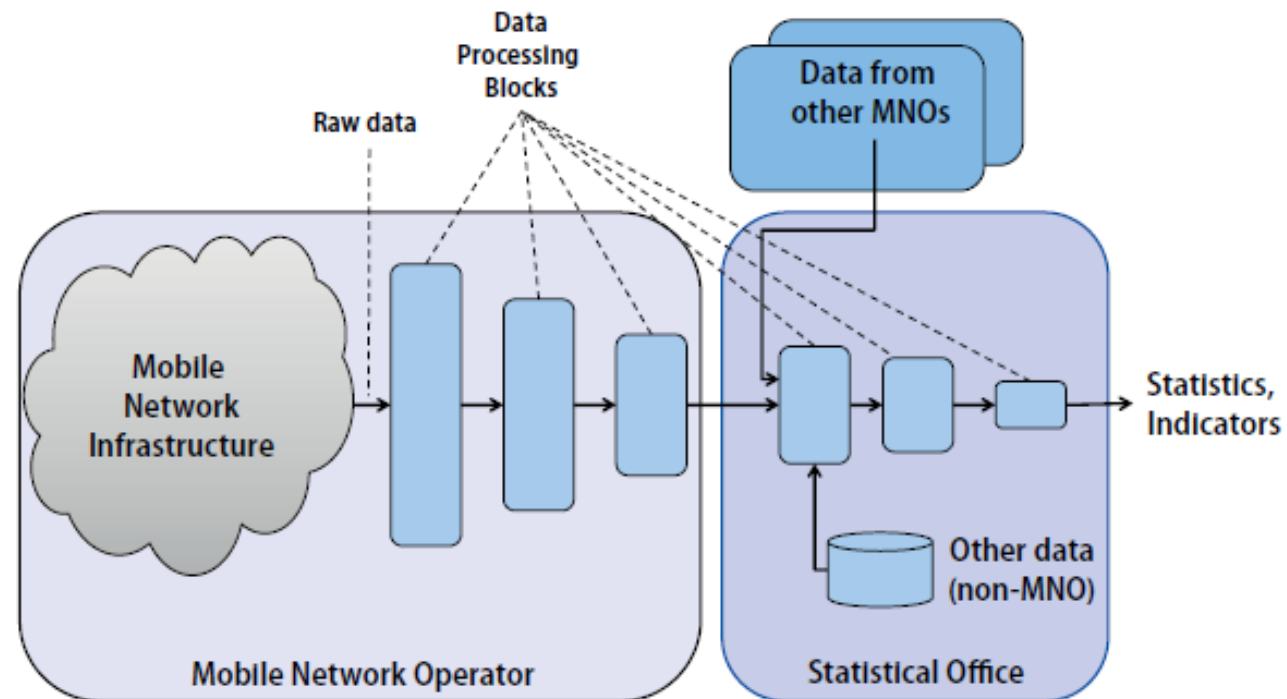 Data
Processing
Blocks
Raw data
Data from
other MNOs
Mobile
Network
Infrastructure
Statistics,
Indicators
Other data
(non-MNO)
Mobile Network Operator
Statistical Office